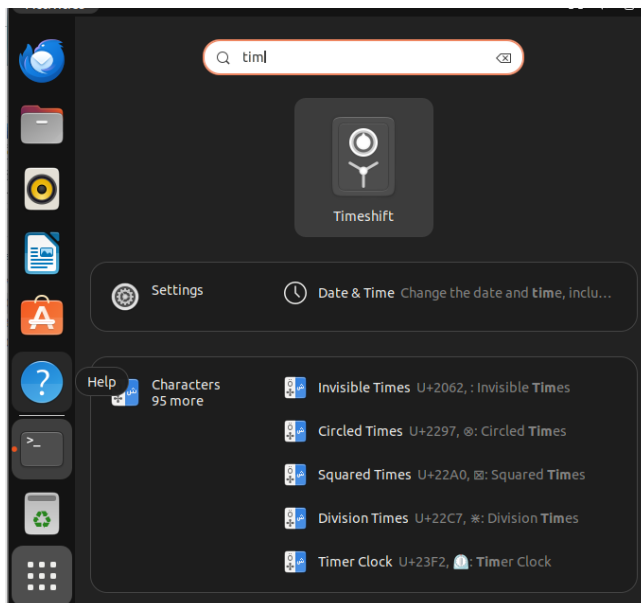 tim
Timeshift
Settings
Date & Time Change the date and time, inclu...
Help
Characters
95 more
Invisible Times U+2062, : Invisible Times
Circled Times U+2297, ⊗: Circled Times
Squared Times U+22A0, ⊠: Squared Times
Division Times U+22C7, ⋇: Division Times
Timer Clock U+23F2, ⏲: Timer Clock